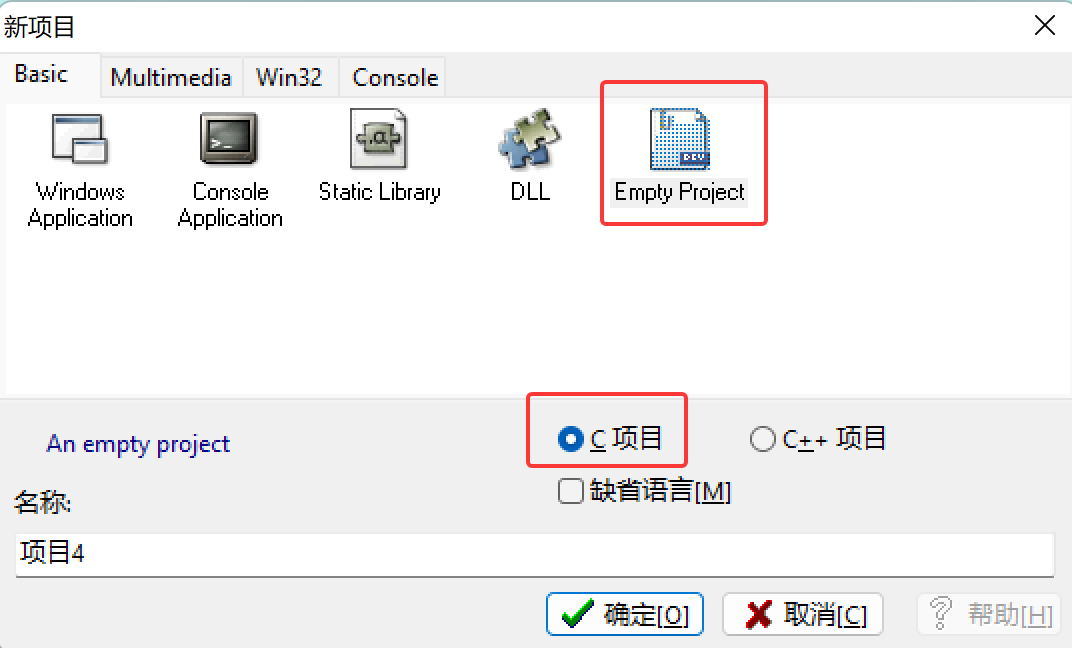 新项目
Basic
Multimedia
Win32
Console
Windows
Application
Console
Application
Static Library
DLL
DEV
Empty Project
An empty project
C 项目
C++ 项目
缺省语言[M]
名称:
项目4
确定[O]
取消[C]
帮助[H]